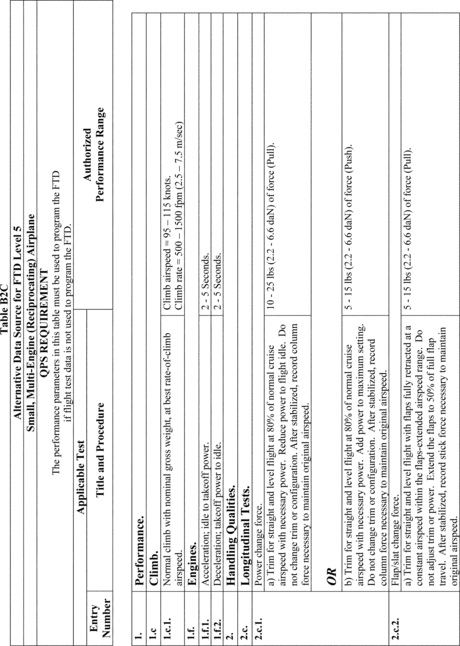 Table B2C
Alternative Data Source for FTD Level 5
Small, Multi-Engine (Reciprocating) Airplane
QPS REQUIREMENT
The performance parameters in this table must be used to program the FTD
if flight test data is not used to program the FTD.
Applicable Test
Authorized
Performance Range
Entry
Number
Title and Procedure
1.
Performance.
1.c
Climb.
1.c.1.
Normal climb with nominal gross weight, at best rate-of-climb
airspeed.
Climb airspeed = 95 – 115 knots.
Climb rate = 500 – 1500 fpm (2.5 – 7.5 m/sec)
1.f.
Engines.
1.f.1.
Acceleration; idle to takeoff power.
2 - 5 Seconds.
1.f.2.
Deceleration; takeoff power to idle.
2 - 5 Seconds.
2.
Handling Qualities.
2.c.
Longitudinal Tests.
2.c.1.
Power change force.
a) Trim for straight and level flight at 80% of normal cruise
airspeed with necessary power. Reduce power to flight idle. Do
not change trim or configuration. After stabilized, record column
force necessary to maintain original airspeed.
10 - 25 lbs (2.2 - 6.6 daN) of force (Pull).
OR
b) Trim for straight and level flight at 80% of normal cruise
airspeed with necessary power. Add power to maximum setting.
Do not change trim or configuration. After stabilized, record
column force necessary to maintain original airspeed.
5 - 15 lbs (2.2 - 6.6 daN) of force (Push).
2.c.2.
Flap/slat change force.
a) Trim for straight and level flight with flaps fully retracted at a
constant airspeed within the flaps-extended airspeed range. Do
not adjust trim or power. Extend the flaps to 50% of full flap
travel. After stabilized, record stick force necessary to maintain
original airspeed.
5 - 15 lbs (2.2 - 6.6 daN) of force (Pull).